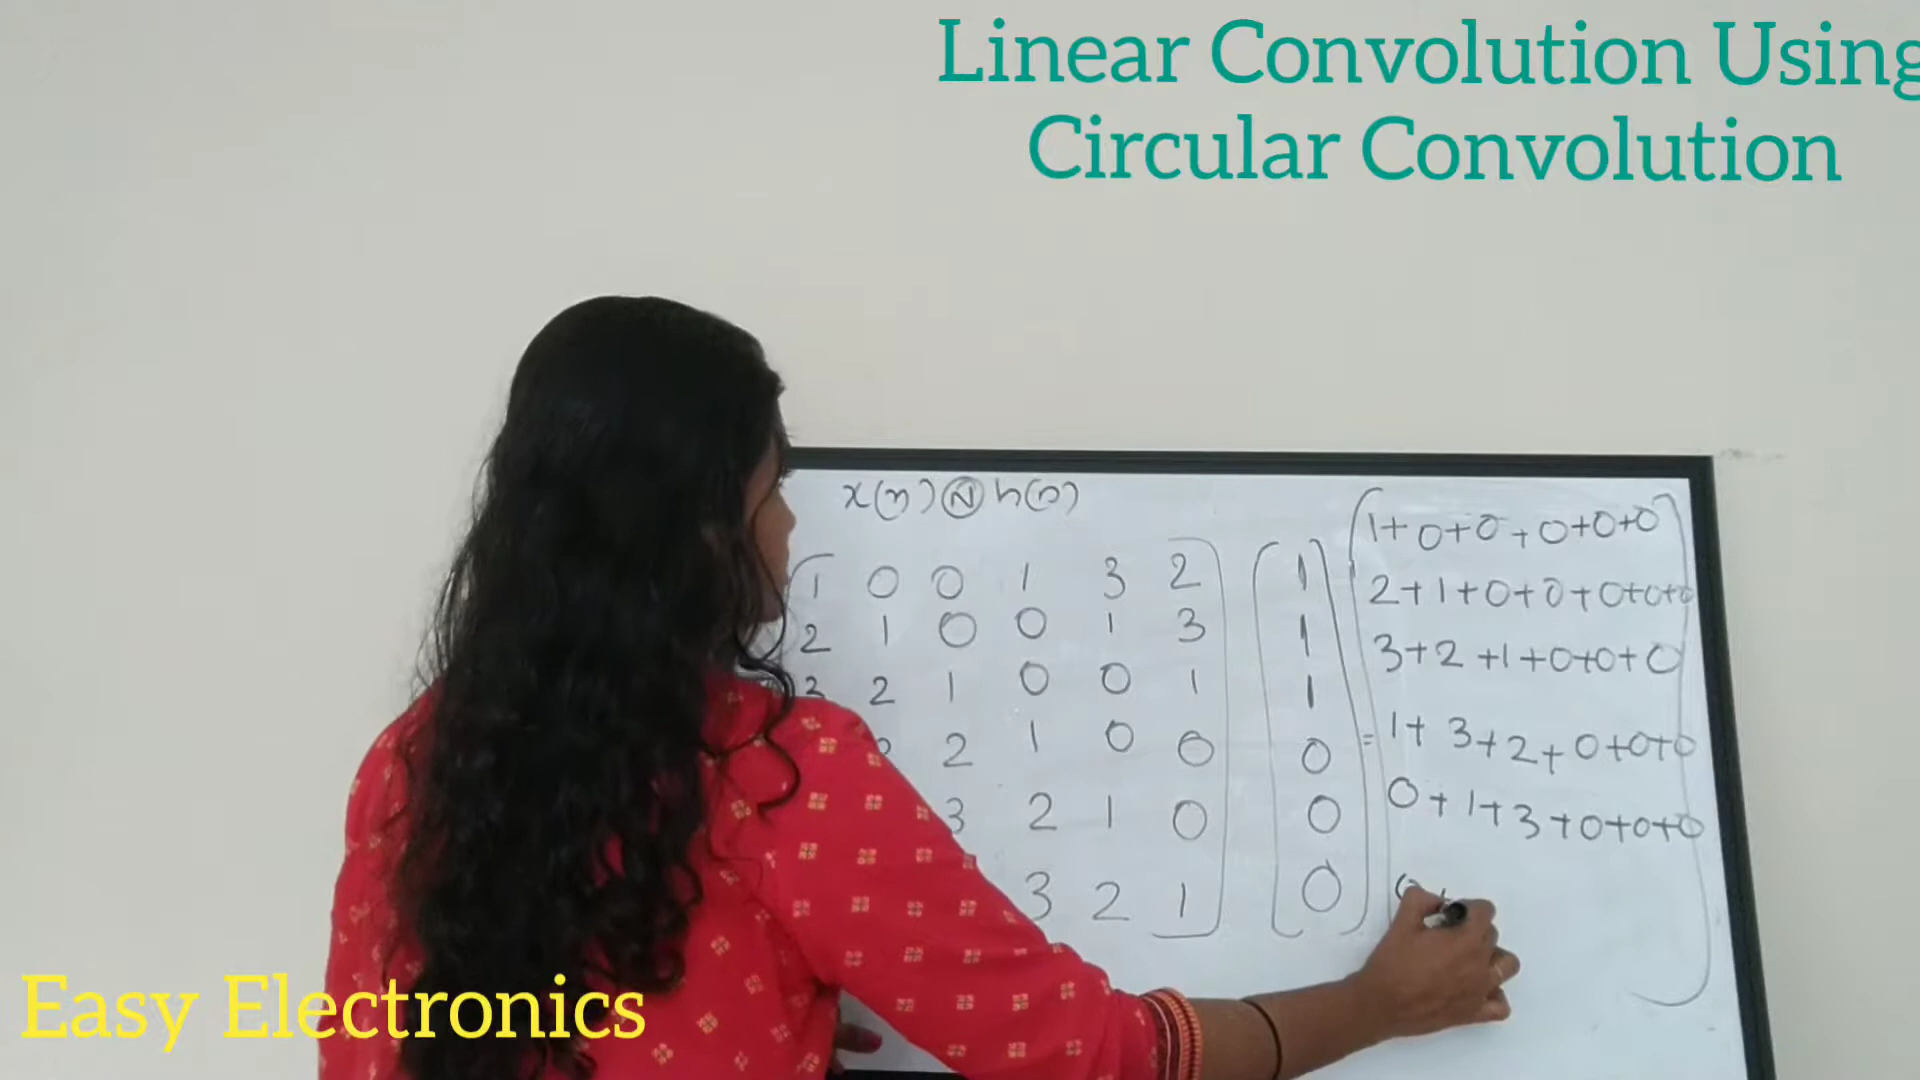 Linear Convolution Using
Circular Convolution
x(n) Ⓝ h(n)
1 0 0 1 3 2
2 1 0 0 1 3
3 2 1 0 0 1
2 1 0 0
3 2 1 0
3 2 1
1
1
1
0
0
0
=
1+0+0+0+0+0
2+1+0+0+0+0+0
3+2+1+0+0+0
1+3+2+0+0+0
0+1+3+0+0+0
0+
Easy Electronics